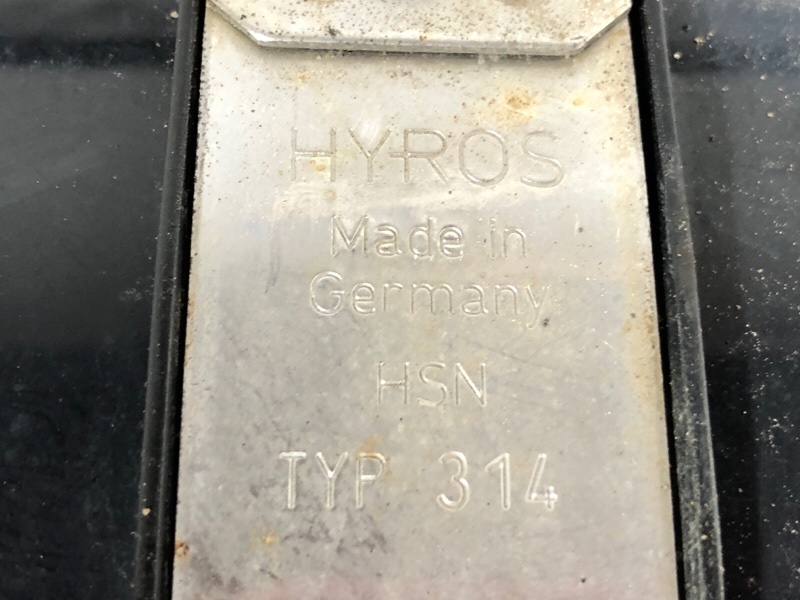 HYROS
Made in
Germany
HSN
TYP 314